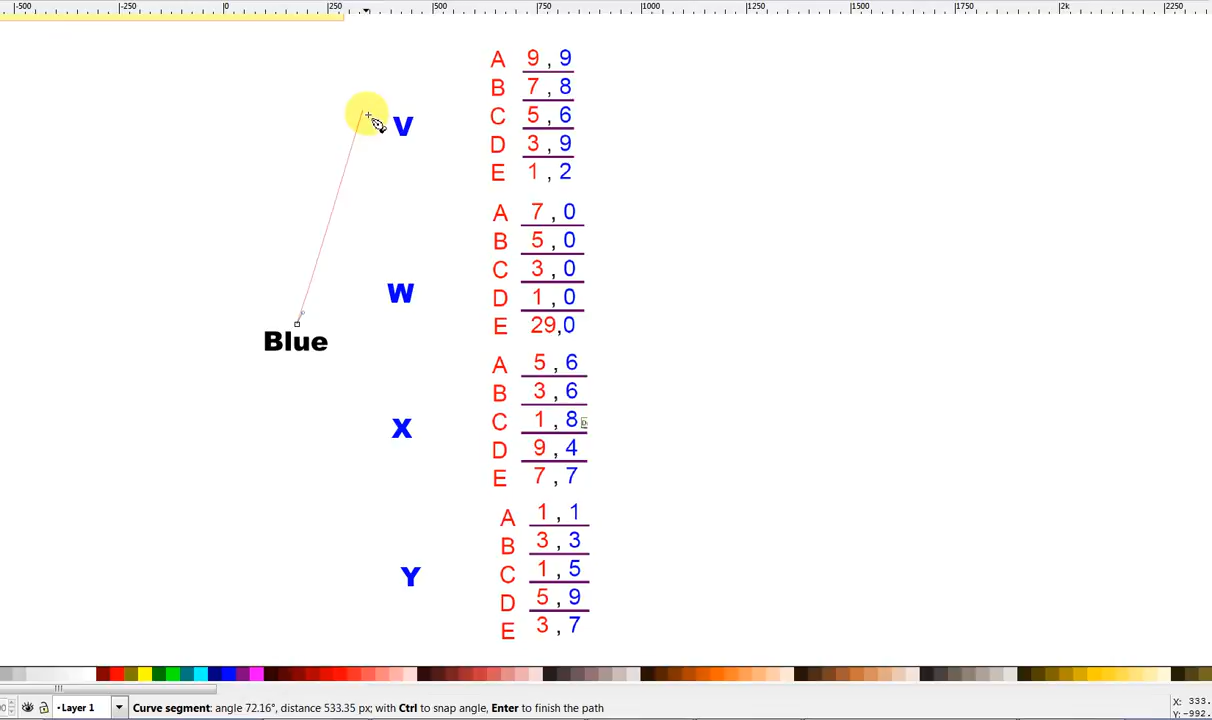 -500 -250 0 250 500 750 1000 1250 1500 1750 2k 2250
A 9 , 9
B 7 , 8
V
C 5 , 6
D 3 , 9
E 1 , 2
A 7 , 0
B 5 , 0
C 3 , 0
W
D 1 , 0
E 29,0
Blue
A 5 , 6
B 3 , 6
C 1 , 8
X
D 9 , 4
E 7 , 7
A 1 , 1
B 3 , 3
C 1 , 5
Y
D 5 , 9
E 3 , 7
Layer 1 Curve segment: angle 72.16°, distance 533.35 px; with Ctrl to snap angle, Enter to finish the path
X: 333.
Y: -992.